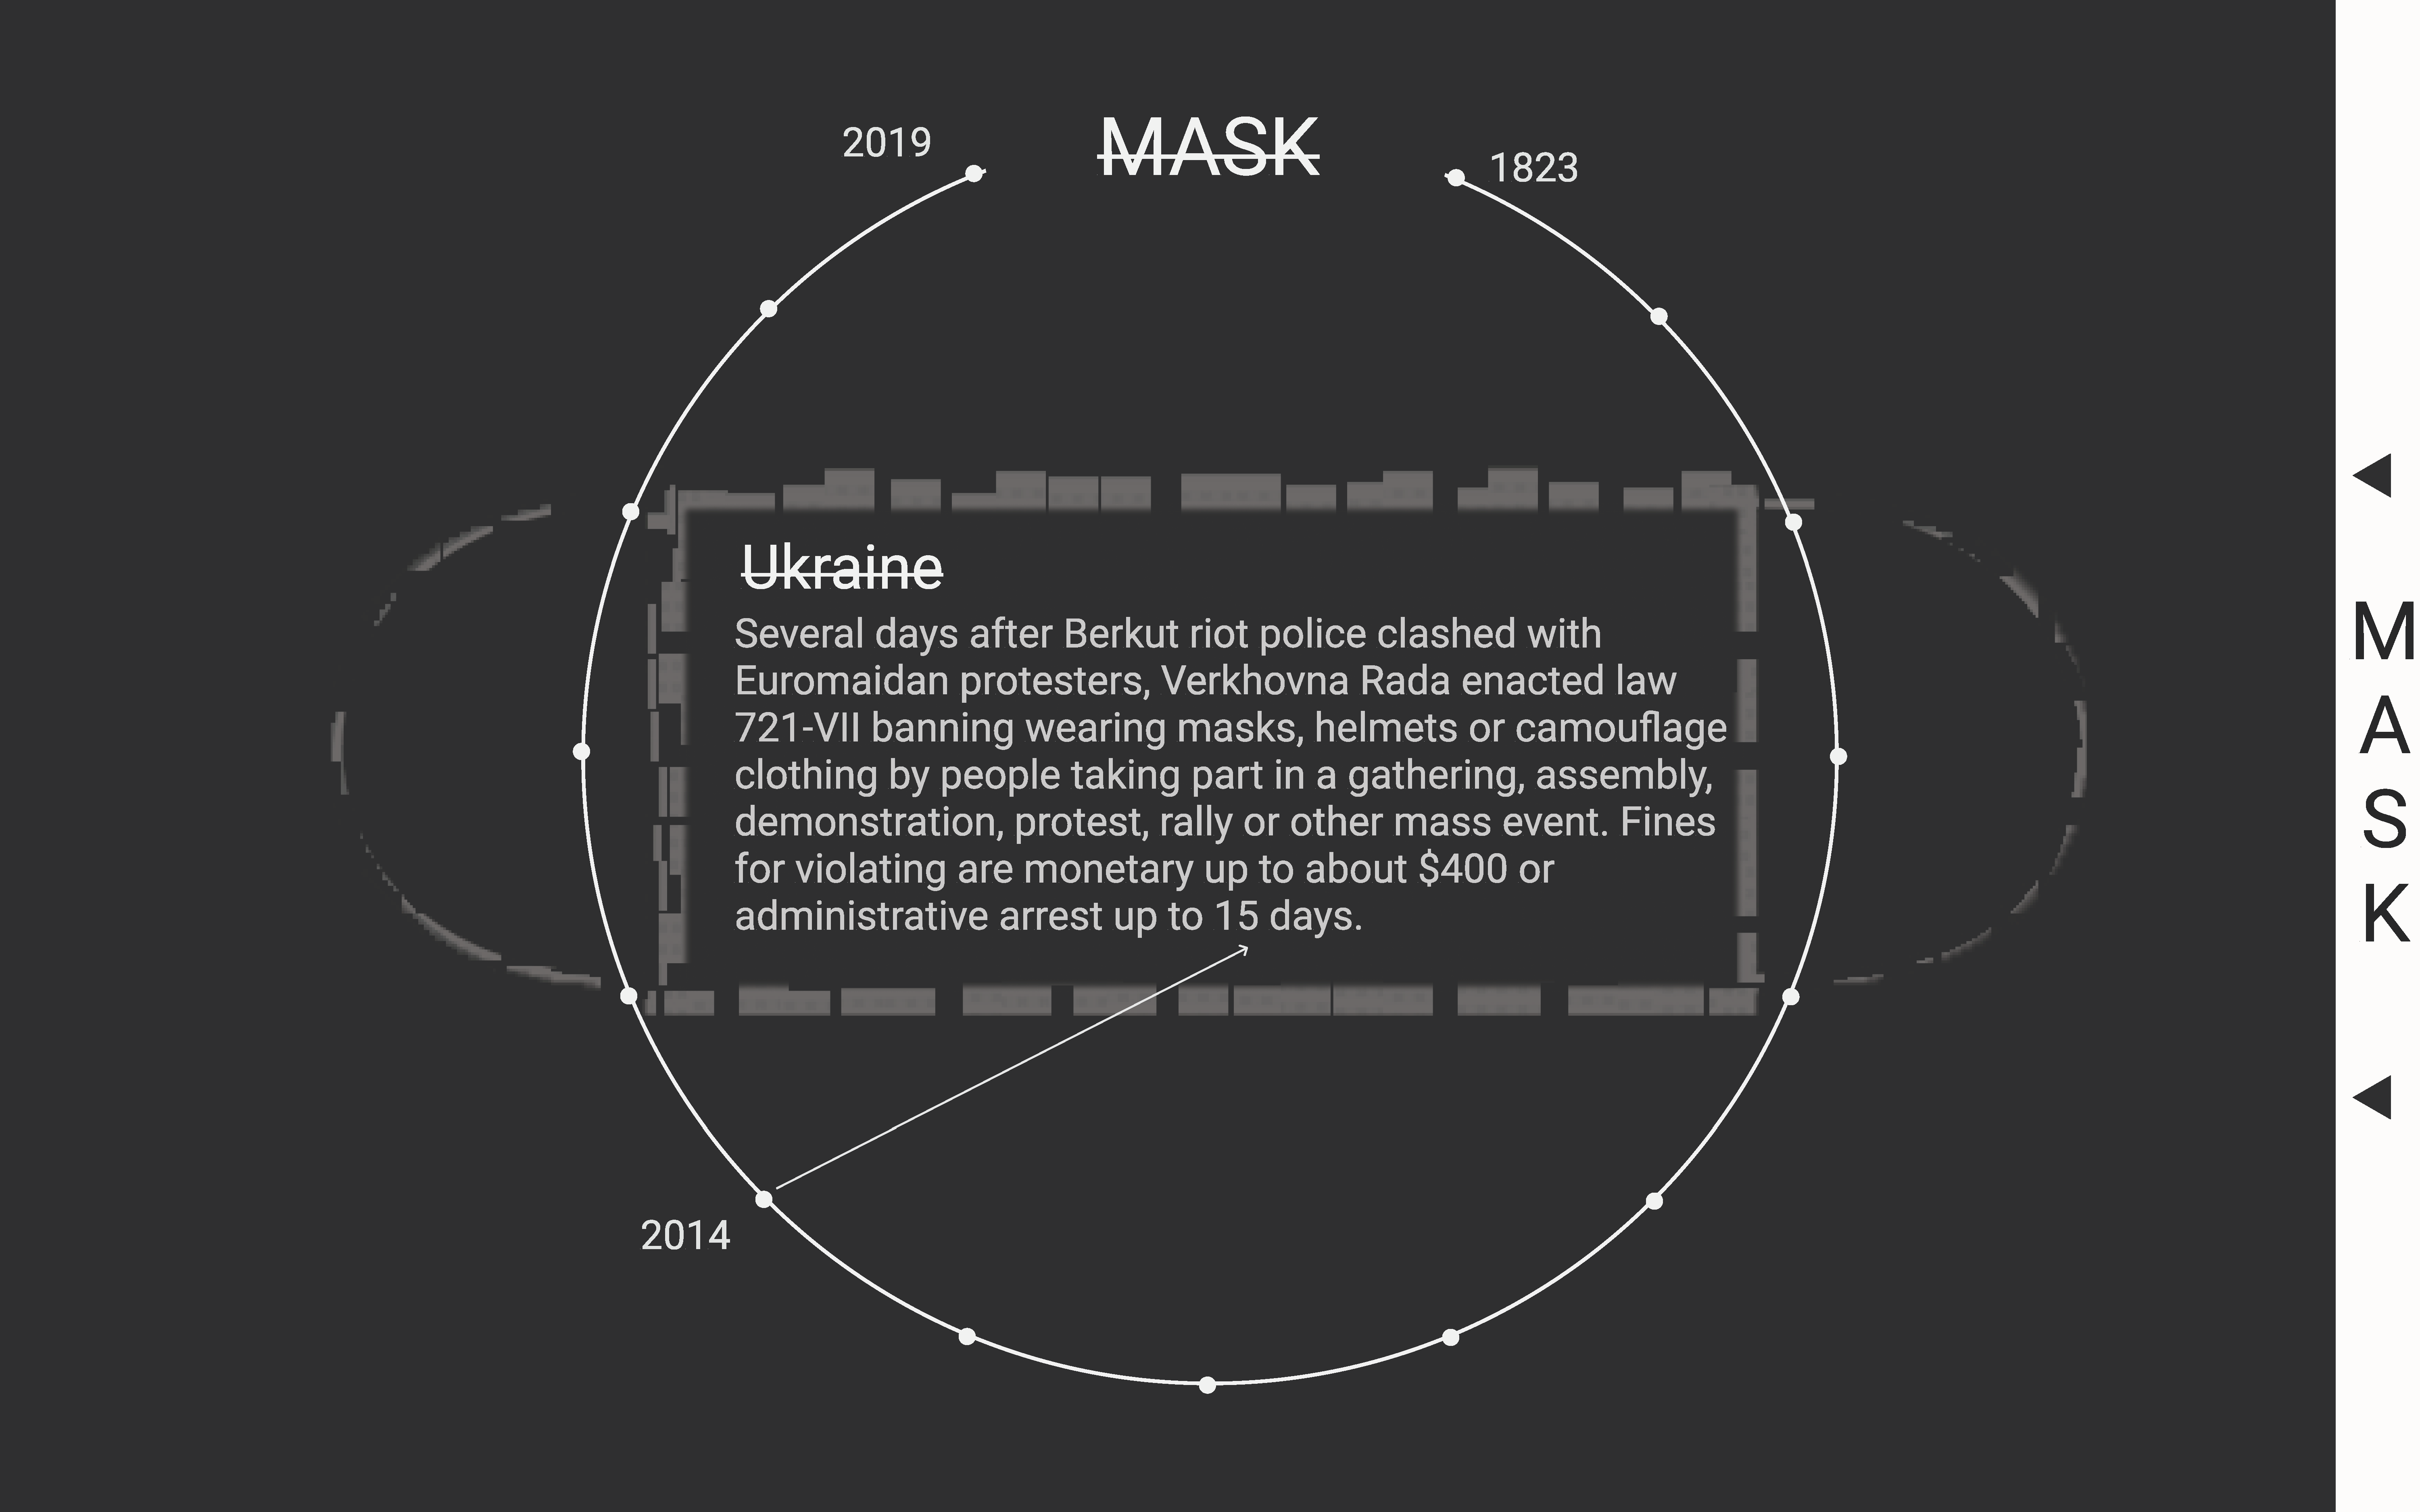 MASK
2019
1823
Ukraine
Several days after Berkut riot police clashed with
Euromaidan protesters, Verkhovna Rada enacted law
721-VII banning wearing masks, helmets or camouflage
clothing by people taking part in a gathering, assembly,
demonstration, protest, rally or other mass event. Fines
for violating are monetary up to about $400 or
administrative arrest up to 15 days.
2014
M
A
S
K